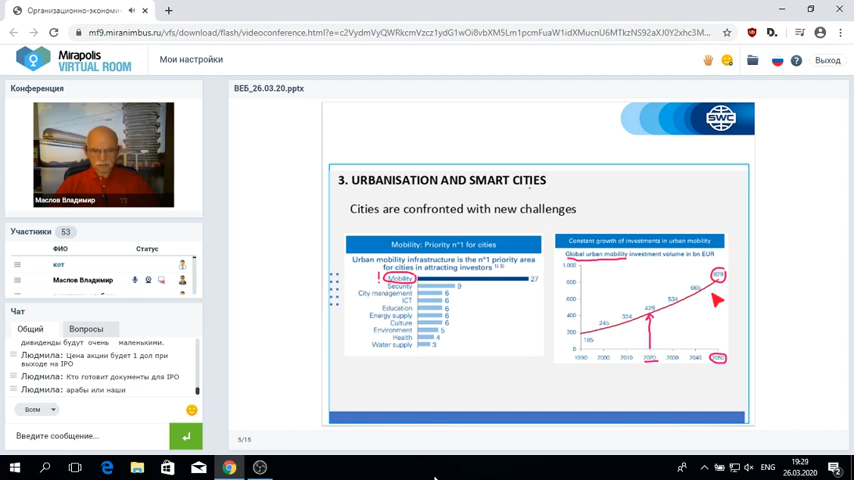 Организационно-эконом-
mf9.miranimbus.ru/vfs/download/flash/videoconference.html?
Mirapolis
VIRTUAL ROOM
Мои настройки
Выход
Конференция
Маслов Владимир
ВЕБ_26.03.20.pptx
SWC
3. URBANISATION AND SMART CITIES
Cities are confronted with new challenges
Mobility: Priority n°1 for cities
Urban mobility infrastructure is the n°1 priority area
for cities in attracting investors
! Mobility 27
Security 9
City management 6
ICT 6
Education 6
Energy supply 6
Culture 6
Environment 5
Health 4
Water supply 3
Constant growth of investments in urban mobility
Global urban mobility investment volume in bn EUR
1.000
800
600
400
200
0
185
245
324
429
534
665
829
1990 2000 2010 2020 2030 2040 2050
Участники 53
ФИО Статус
кот
Маслов Владимир
Чат
Общий Вопросы
дивиденды будут очень маленькими.
Людмила: Цена акции будет 1 дол при
выходе на IPO
Людмила: Кто готовит документы для IPO
Людмила: арабы или наши
Всем
Введите сообщение...
5/15
ENG
19:29
26.03.2020
2